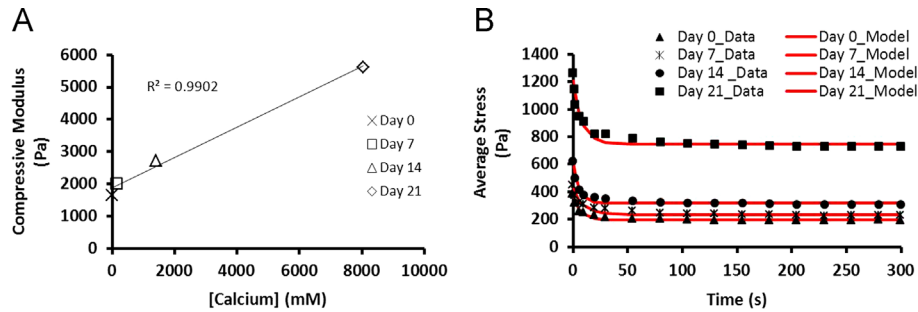 A
6000
5000
4000
3000
2000
1000
0
0 2000 4000 6000 8000 10000
Compressive Modulus
(Pa)
[Calcium] (mM)
R² = 0.9902
Day 0
Day 7
Day 14
Day 21
B
Day 0_Data Day 0_Model
Day 7_Data Day 7_Model
Day 14 _Data Day 14_Model
Day 21_Data Day 21_Model
1400
1200
1000
800
600
400
200
0
0 50 100 150 200 250 300
Average Stress
(Pa)
Time (s)